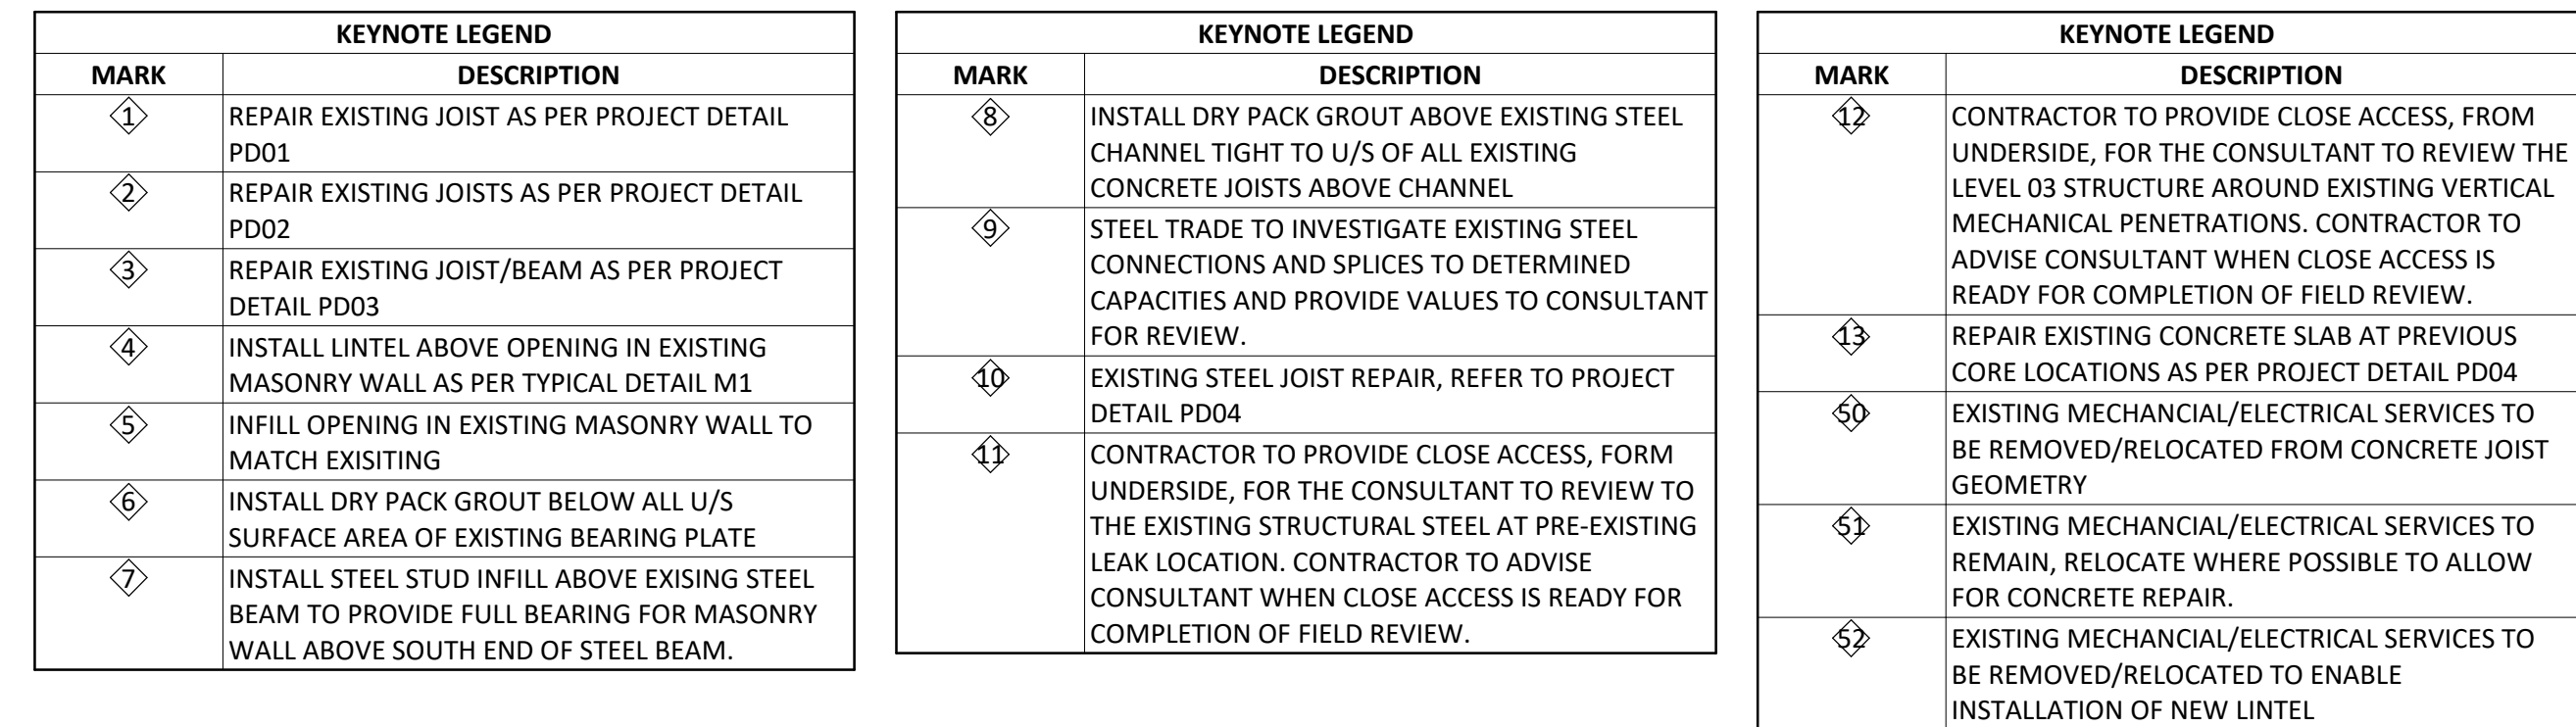 KEYNOTE LEGEND
MARK DESCRIPTION
1 REPAIR EXISTING JOIST AS PER PROJECT DETAIL
PD01
2 REPAIR EXISTING JOISTS AS PER PROJECT DETAIL
PD02
3 REPAIR EXISTING JOIST/BEAM AS PER PROJECT
DETAIL PD03
4 INSTALL LINTEL ABOVE OPENING IN EXISTING
MASONRY WALL AS PER TYPICAL DETAIL M1
5 INFILL OPENING IN EXISTING MASONRY WALL TO
MATCH EXISITING
6 INSTALL DRY PACK GROUT BELOW ALL U/S
SURFACE AREA OF EXISTING BEARING PLATE
7 INSTALL STEEL STUD INFILL ABOVE EXISING STEEL
BEAM TO PROVIDE FULL BEARING FOR MASONRY
WALL ABOVE SOUTH END OF STEEL BEAM.
KEYNOTE LEGEND
MARK DESCRIPTION
8 INSTALL DRY PACK GROUT ABOVE EXISTING STEEL
CHANNEL TIGHT TO U/S OF ALL EXISTING
CONCRETE JOISTS ABOVE CHANNEL
9 STEEL TRADE TO INVESTIGATE EXISTING STEEL
CONNECTIONS AND SPLICES TO DETERMINED
CAPACITIES AND PROVIDE VALUES TO CONSULTANT
FOR REVIEW.
10 EXISTING STEEL JOIST REPAIR, REFER TO PROJECT
DETAIL PD04
11 CONTRACTOR TO PROVIDE CLOSE ACCESS, FORM
UNDERSIDE, FOR THE CONSULTANT TO REVIEW TO
THE EXISTING STRUCTURAL STEEL AT PRE-EXISTING
LEAK LOCATION. CONTRACTOR TO ADVISE
CONSULTANT WHEN CLOSE ACCESS IS READY FOR
COMPLETION OF FIELD REVIEW.
KEYNOTE LEGEND
MARK DESCRIPTION
12 CONTRACTOR TO PROVIDE CLOSE ACCESS, FROM
UNDERSIDE, FOR THE CONSULTANT TO REVIEW THE
LEVEL 03 STRUCTURE AROUND EXISTING VERTICAL
MECHANICAL PENETRATIONS. CONTRACTOR TO
ADVISE CONSULTANT WHEN CLOSE ACCESS IS
READY FOR COMPLETION OF FIELD REVIEW.
13 REPAIR EXISTING CONCRETE SLAB AT PREVIOUS
CORE LOCATIONS AS PER PROJECT DETAIL PD04
50 EXISTING MECHANCIAL/ELECTRICAL SERVICES TO
BE REMOVED/RELOCATED FROM CONCRETE JOIST
GEOMETRY
51 EXISTING MECHANCIAL/ELECTRICAL SERVICES TO
REMAIN, RELOCATE WHERE POSSIBLE TO ALLOW
FOR CONCRETE REPAIR.
52 EXISTING MECHANCIAL/ELECTRICAL SERVICES TO
BE REMOVED/RELOCATED TO ENABLE
INSTALLATION OF NEW LINTEL